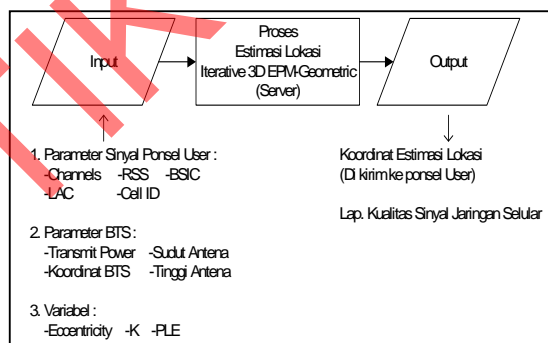 Input
Proses
Estimasi Lokasi
Iterative 3D EPM-Geometric
(Server)
Output
1. Parameter Sinyal Ponsel User :
-Channels -RSS -BSIC
-LAC -Cell ID
2. Parameter BTS :
-Transmit Power -Sudut Antena
-Koordinat BTS -Tinggi Antena
3. Variabel :
-Eccentricity -K -PLE
Koordinat Estimasi Lokasi
(Di kirim ke ponsel User)
Lap. Kualitas Sinyal Jaringan Selular